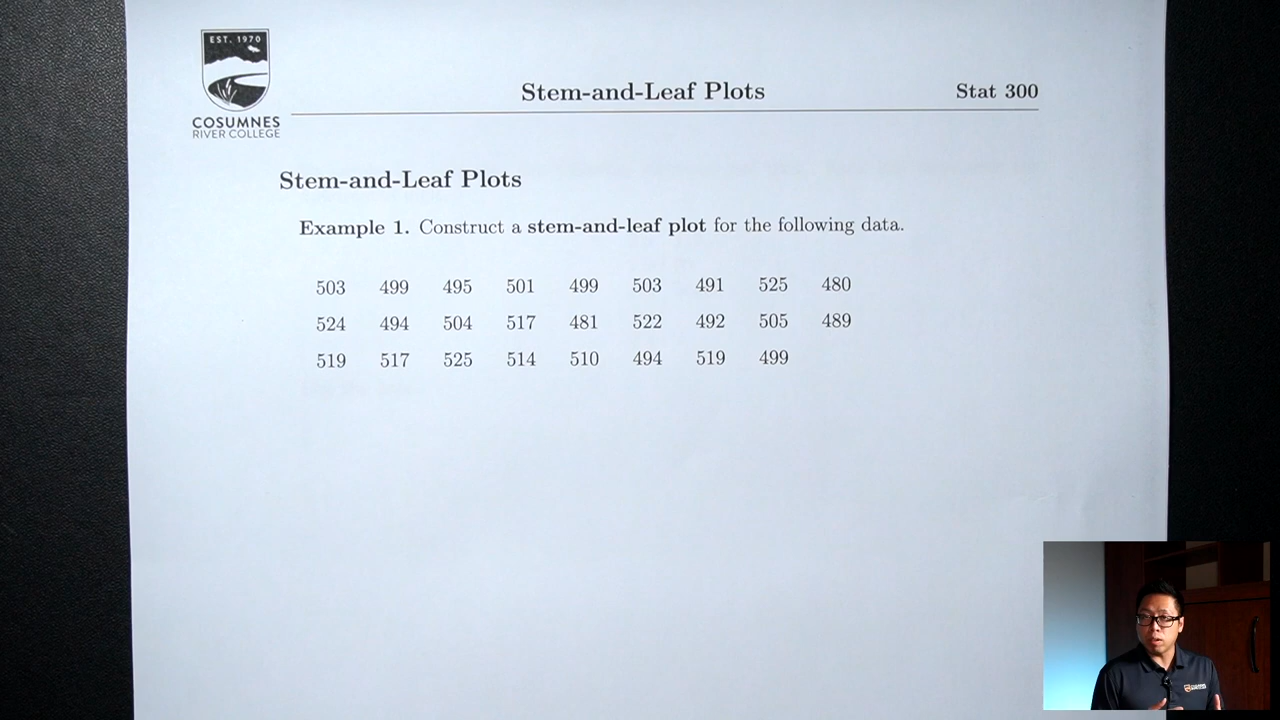 EST. 1970
COSUMNES
RIVER COLLEGE
Stem-and-Leaf Plots
Stat 300
Stem-and-Leaf Plots
Example 1. Construct a stem-and-leaf plot for the following data.
503 499 495 501 499 503 491 525 480
524 494 504 517 481 522 492 505 489
519 517 525 514 510 494 519 499